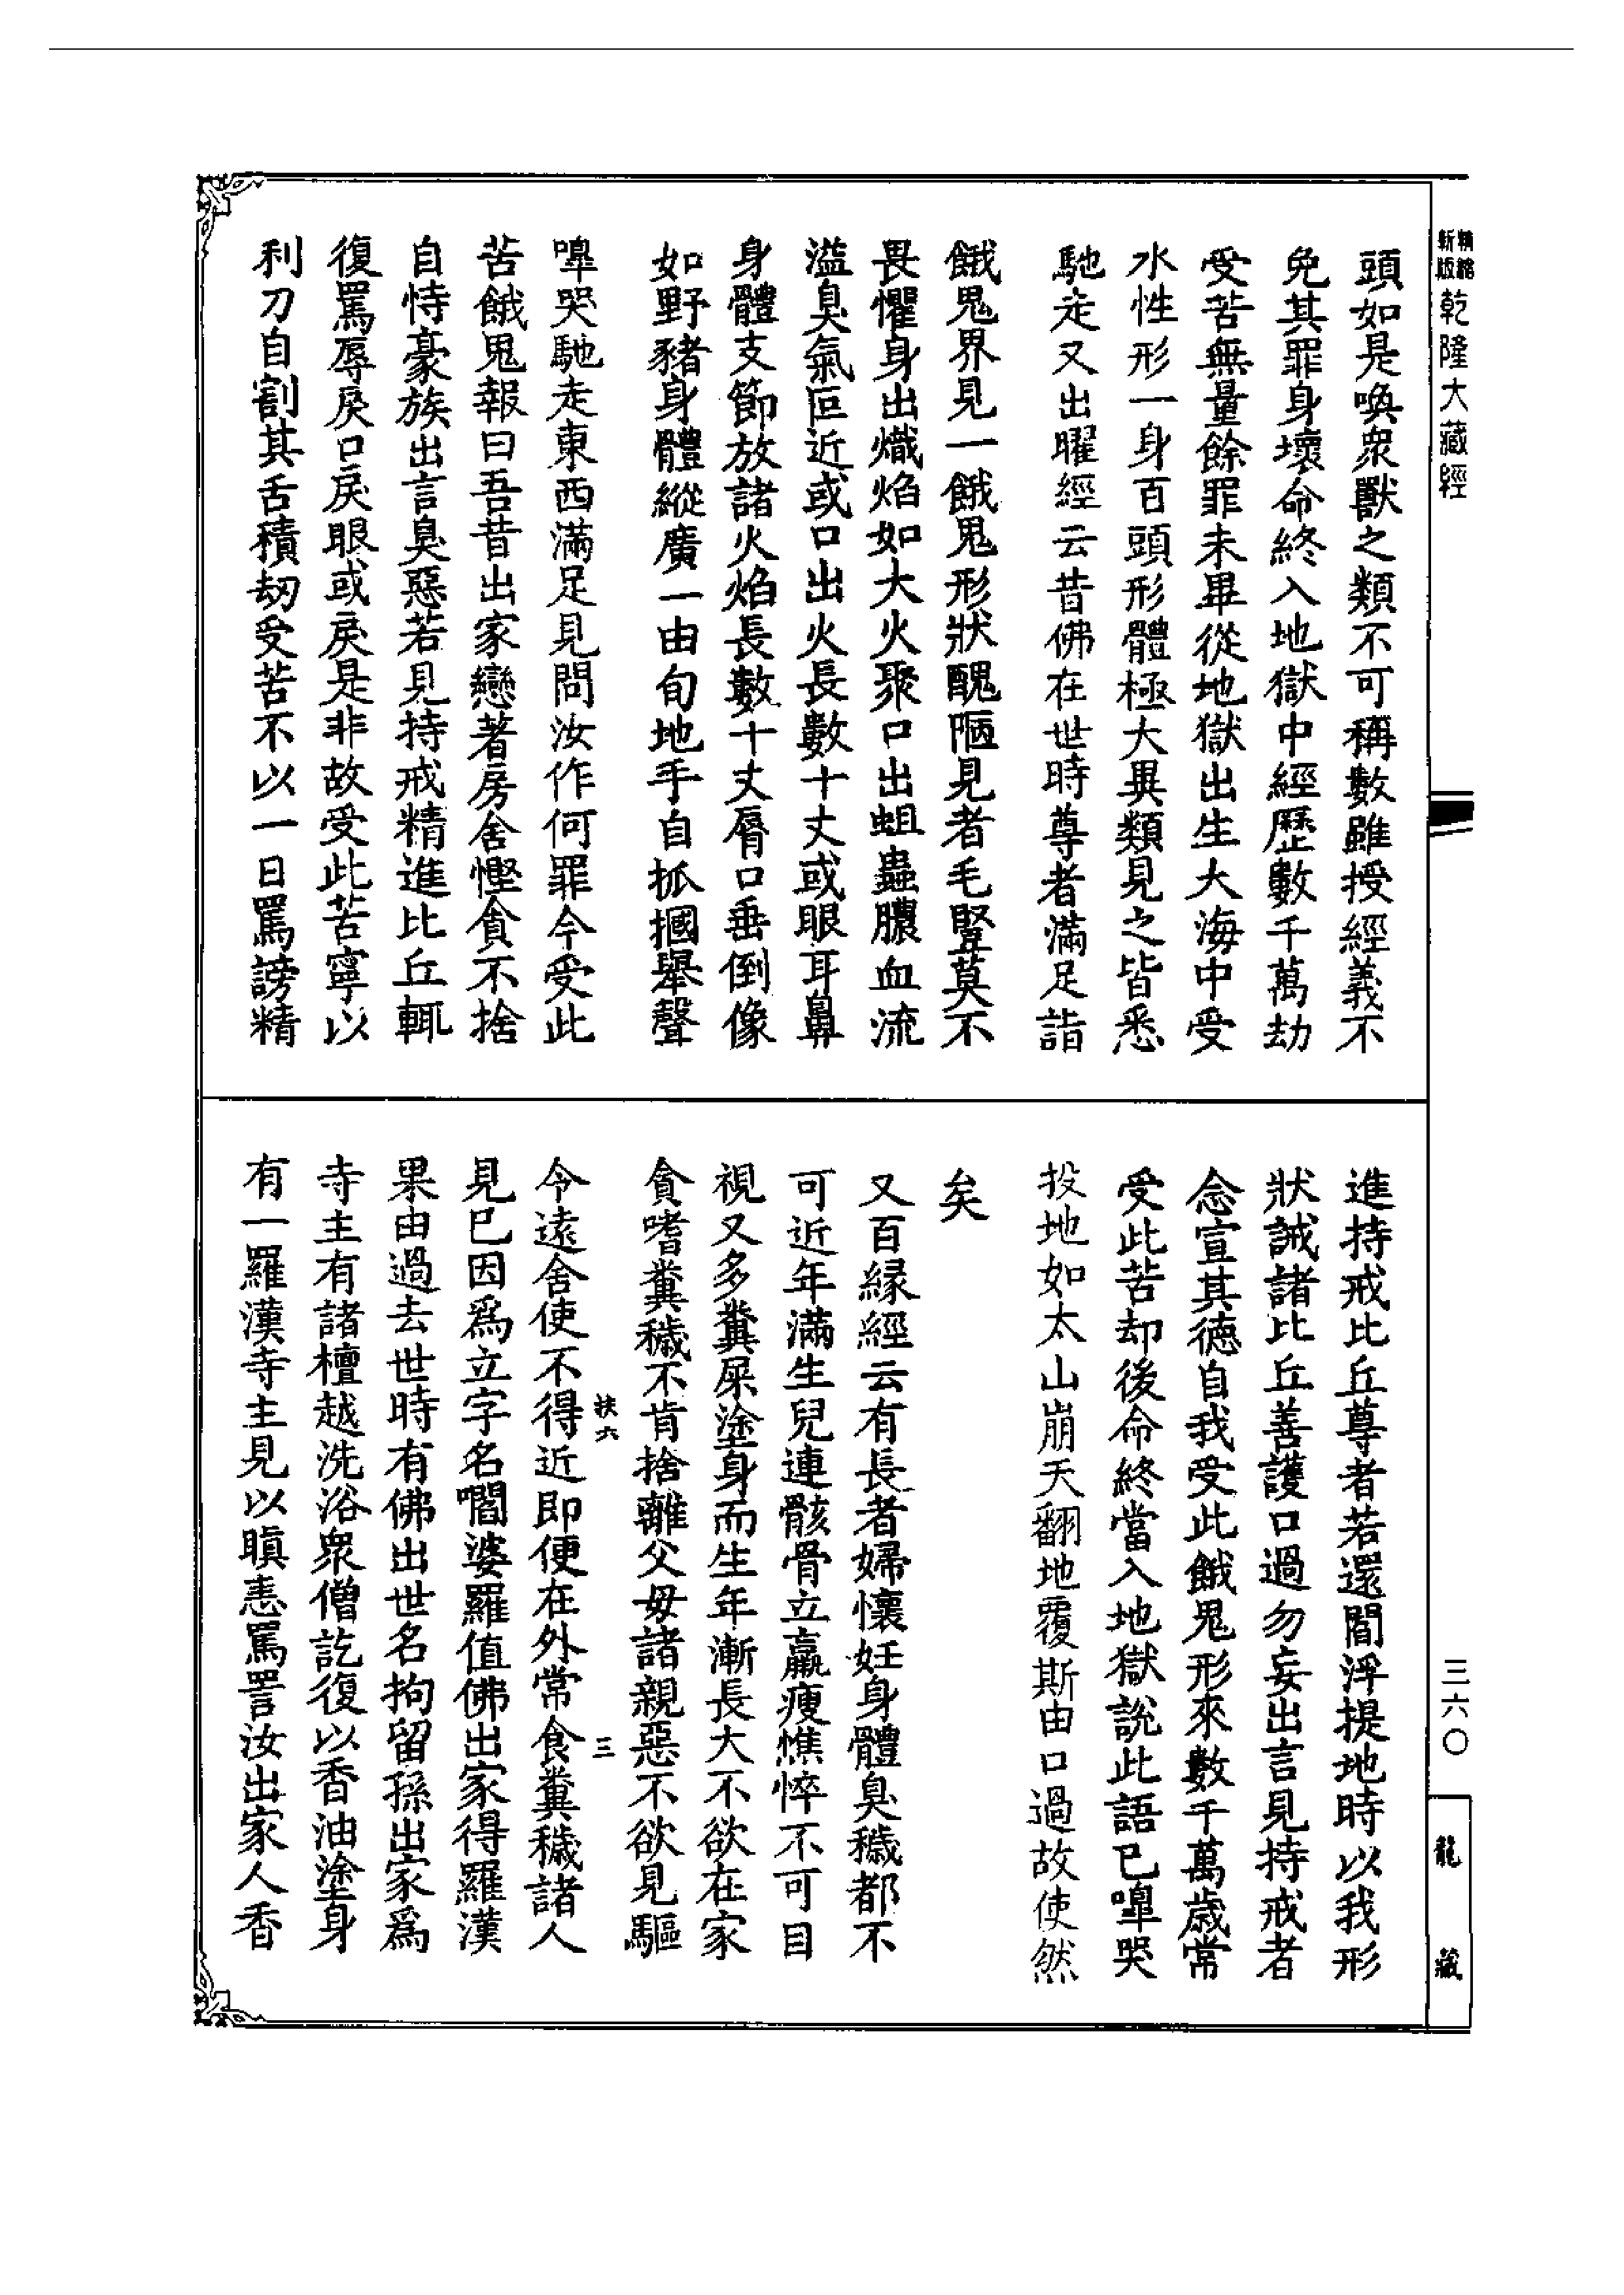 精縮新版乾隆大藏經
頭如是喚衆獸之類不可稱數雖授經義不
免其罪身壞命終入地獄中經歷數千萬劫
受苦無量餘罪未畢從地獄出生大海中受
水性形一身百頭形體極大異類見之皆悉
馳走又出曜經云昔佛在世時尊者滿足詣
餓鬼界見一餓鬼形狀醜陋見者毛豎莫不
畏懼身出熾焰如大火聚口出蛆蟲膿血流
溢臭氣叵近或口出火長數十丈或眼耳鼻
身體支節放諸火焰長數十丈脣口垂倒像
如野豬身體縱廣一由旬地手自抓摑舉聲
嘷哭馳走東西滿足見問汝作何罪今受此
苦餓鬼報曰吾昔出家戀著房舍慳貪不捨
自恃豪族出言臭惡若見持戒精進比丘輒
復罵辱戾口戾眼或戾是非故受此苦寧以
利刀自割其舌積劫受苦不以一日罵謗精
進持戒比丘尊者若還閻浮提地時以我形
狀誡諸比丘善護口過勿妄出言見持戒者
念宣其德自我受此餓鬼形來數千萬歲常
受此苦却後命終當入地獄說此語已嘷哭
投地如太山崩天翻地覆斯由口過故使然
矣
又百緣經云有長者婦懷妊身體臭穢都不
可近年滿生兒連骸骨立羸瘦憔悴不可目
視又多糞屎塗身而生年漸長大不欲在家
貪嗜糞穢不肯捨離父母諸親惡不欲見驅
扶六 三
令遠舍使不得近即便在外常食糞穢諸人
見已因爲立字名嚪婆羅值佛出家得羅漢
果由過去世時有佛出世名拘留孫出家爲
寺主有諸檀越洗浴衆僧訖復以香油塗身
有一羅漢寺主見以瞋恚罵詈汝出家人香
三六〇
龍藏